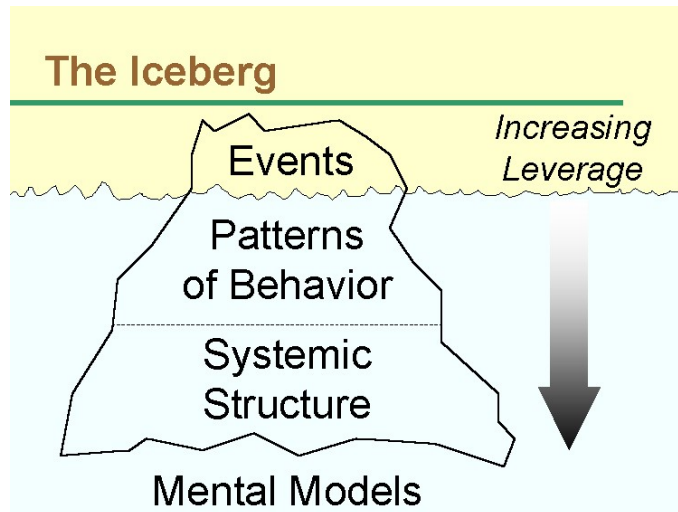 The Iceberg
Increasing
Leverage
Events
Patterns
of Behavior
Systemic
Structure
Mental Models